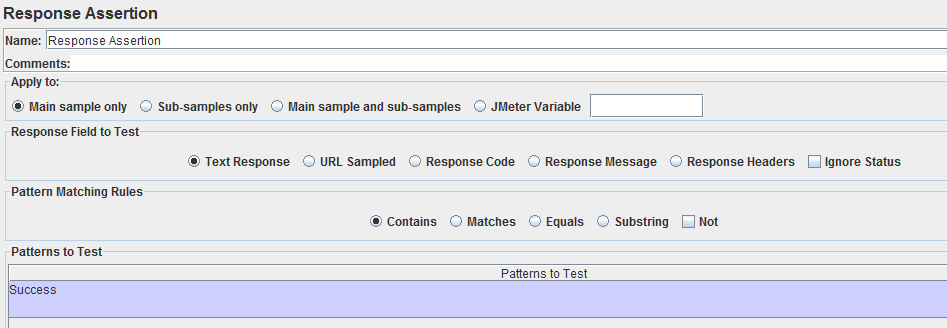 Response Assertion
Name: Response Assertion
Comments:
Apply to:
Main sample only Sub-samples only Main sample and sub-samples JMeter Variable
Response Field to Test
Text Response URL Sampled Response Code Response Message Response Headers Ignore Status
Pattern Matching Rules
Contains Matches Equals Substring Not
Patterns to Test
Patterns to Test
Success